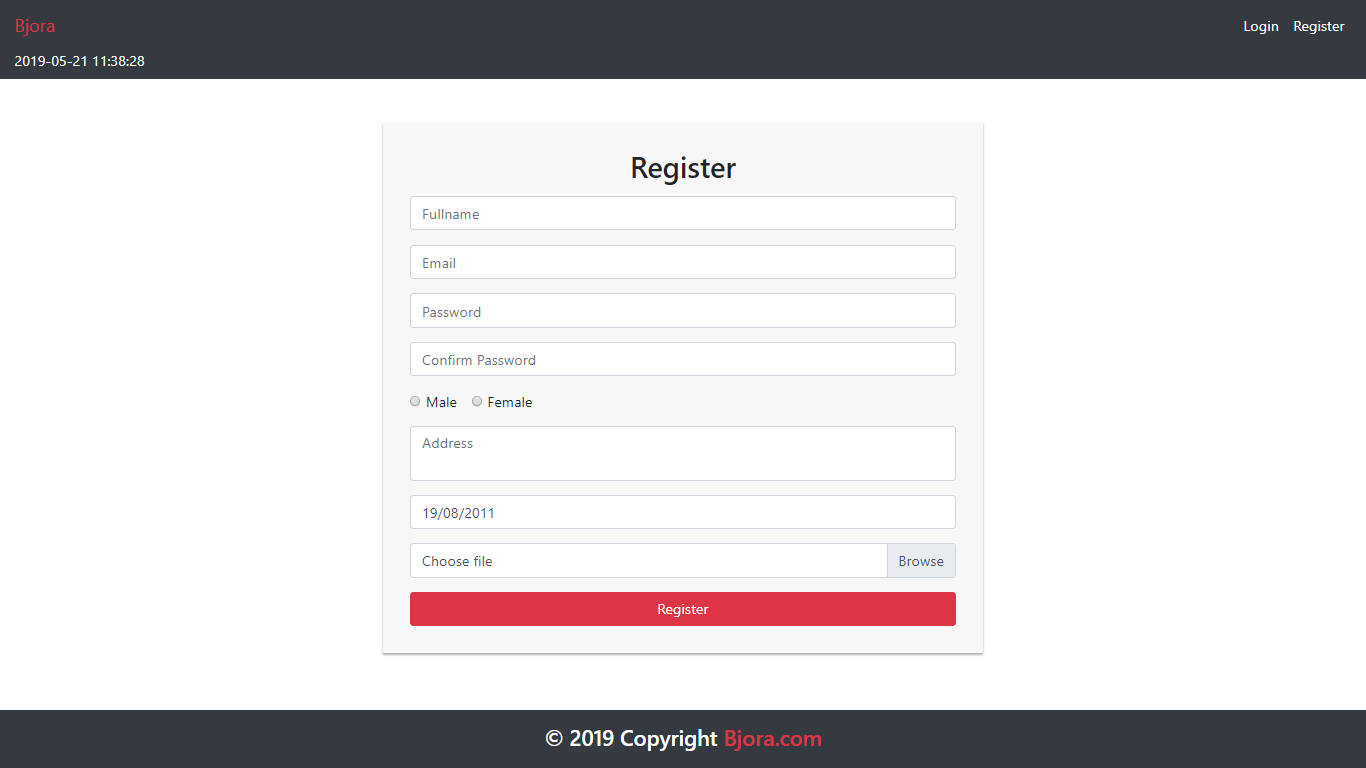 Bjora
Login Register
2019-05-21 11:38:28
Register
Fullname
Email
Password
Confirm Password
Male Female
Address
19/08/2011
Choose file Browse
Register
© 2019 Copyright Bjora.com